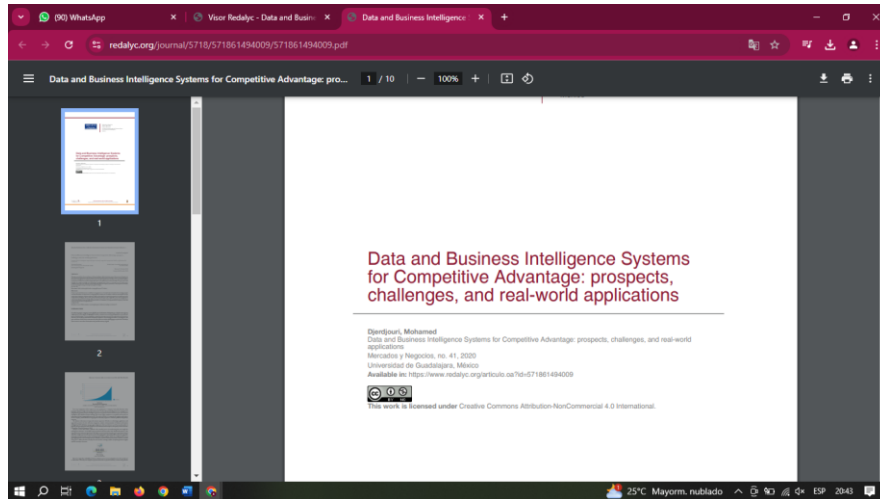 (90) WhatsApp
Visor Redalyc - Data and Busine
Data and Business Intelligence
redalyc.org/journal/5718/571861494009/571861494009.pdf
Data and Business Intelligence Systems for Competitive Advantage: pro...
1 / 10
100%
1
2
Data and Business Intelligence Systems
for Competitive Advantage: prospects,
challenges, and real-world applications
Djerdjouri, Mohamed
Data and Business Intelligence Systems for Competitive Advantage: prospects, challenges, and real-world
applications
Mercados y Negocios, no. 41, 2020
Universidad de Guadalajara, México
Available in: https://www.redalyc.org/articulo.oa?id=571861494009
cc
BY NC
This work is licensed under Creative Commons Attribution-NonCommercial 4.0 International.
25°C Mayorm. nublado
ESP
20:43